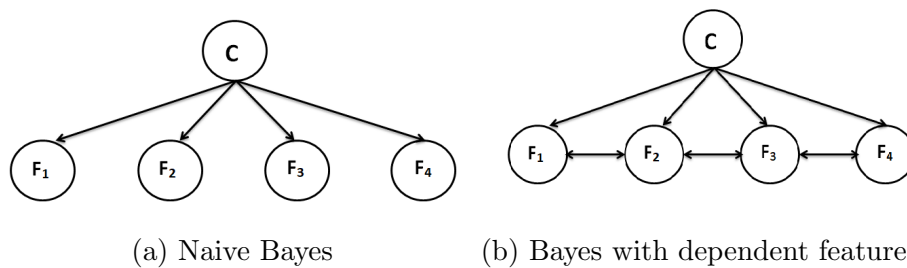 C
C
F₁ F₂ F₃ F₄
F₁ F₂ F₃ F₄
(a) Naive Bayes
(b) Bayes with dependent feature